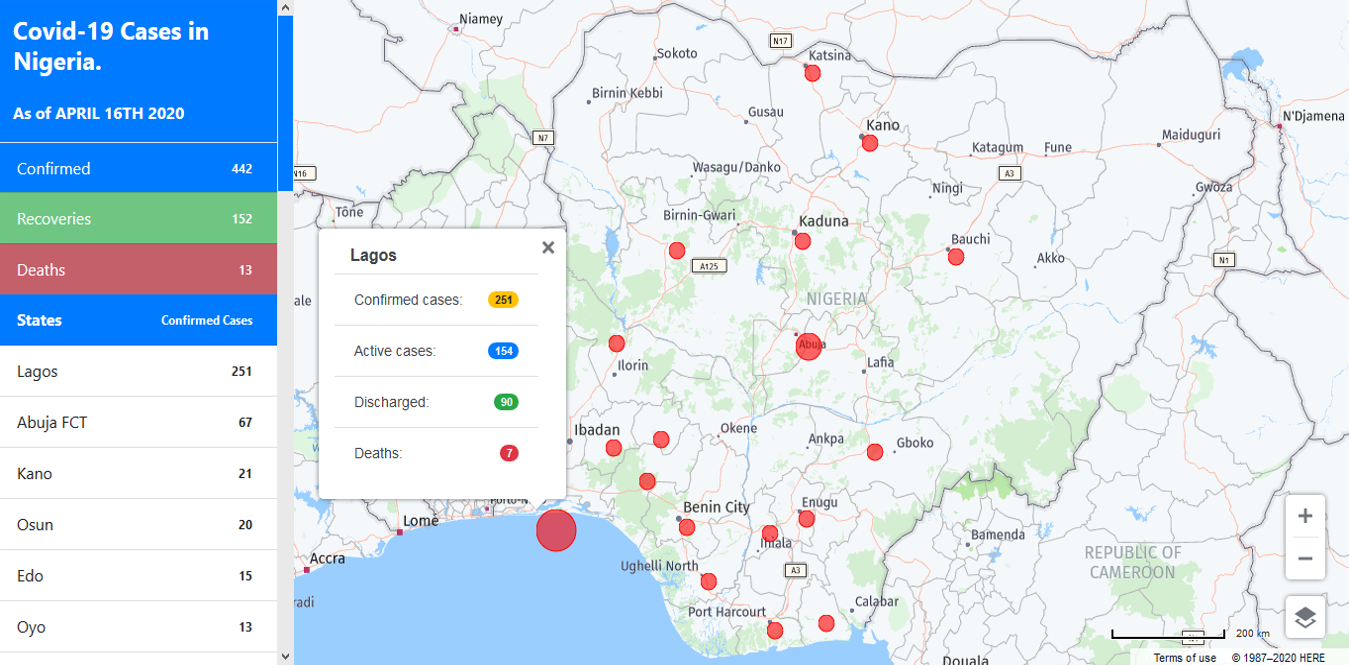 Covid-19 Cases in
Nigeria.
As of APRIL 16TH 2020
Confirmed 442
Recoveries 152
Deaths 13
States Confirmed Cases
Lagos 251
Abuja FCT 67
Kano 21
Osun 20
Edo 15
Oyo 13
Lagos
Confirmed cases: 251
Active cases: 154
Discharged: 90
Deaths: 7
Niamey
N17
Sokoto
Katsina
Birnin Kebbi
Gusau
Kano
N'Djamena
N7
Maiduguri
Katagum
Fune
Wasagu/Danko
N16
A3
Ningi
Gwoza
Tône
Birnin-Gwari
Kaduna
Bauchi
Akko
A125
N1
ale
NIGERIA
Abuja
Ilorin
Lafia
Ibadan
Okene
Ankpa
Gboko
Porto-N
Benin City
Enugu
Lomé
Ihiala
Bamenda
Accra
Ughelli North
A3
REPUBLIC OF
CAMEROON
radi
Port Harcourt
Calabar
200 km
Douala
Terms of use © 1987–2020 HERE